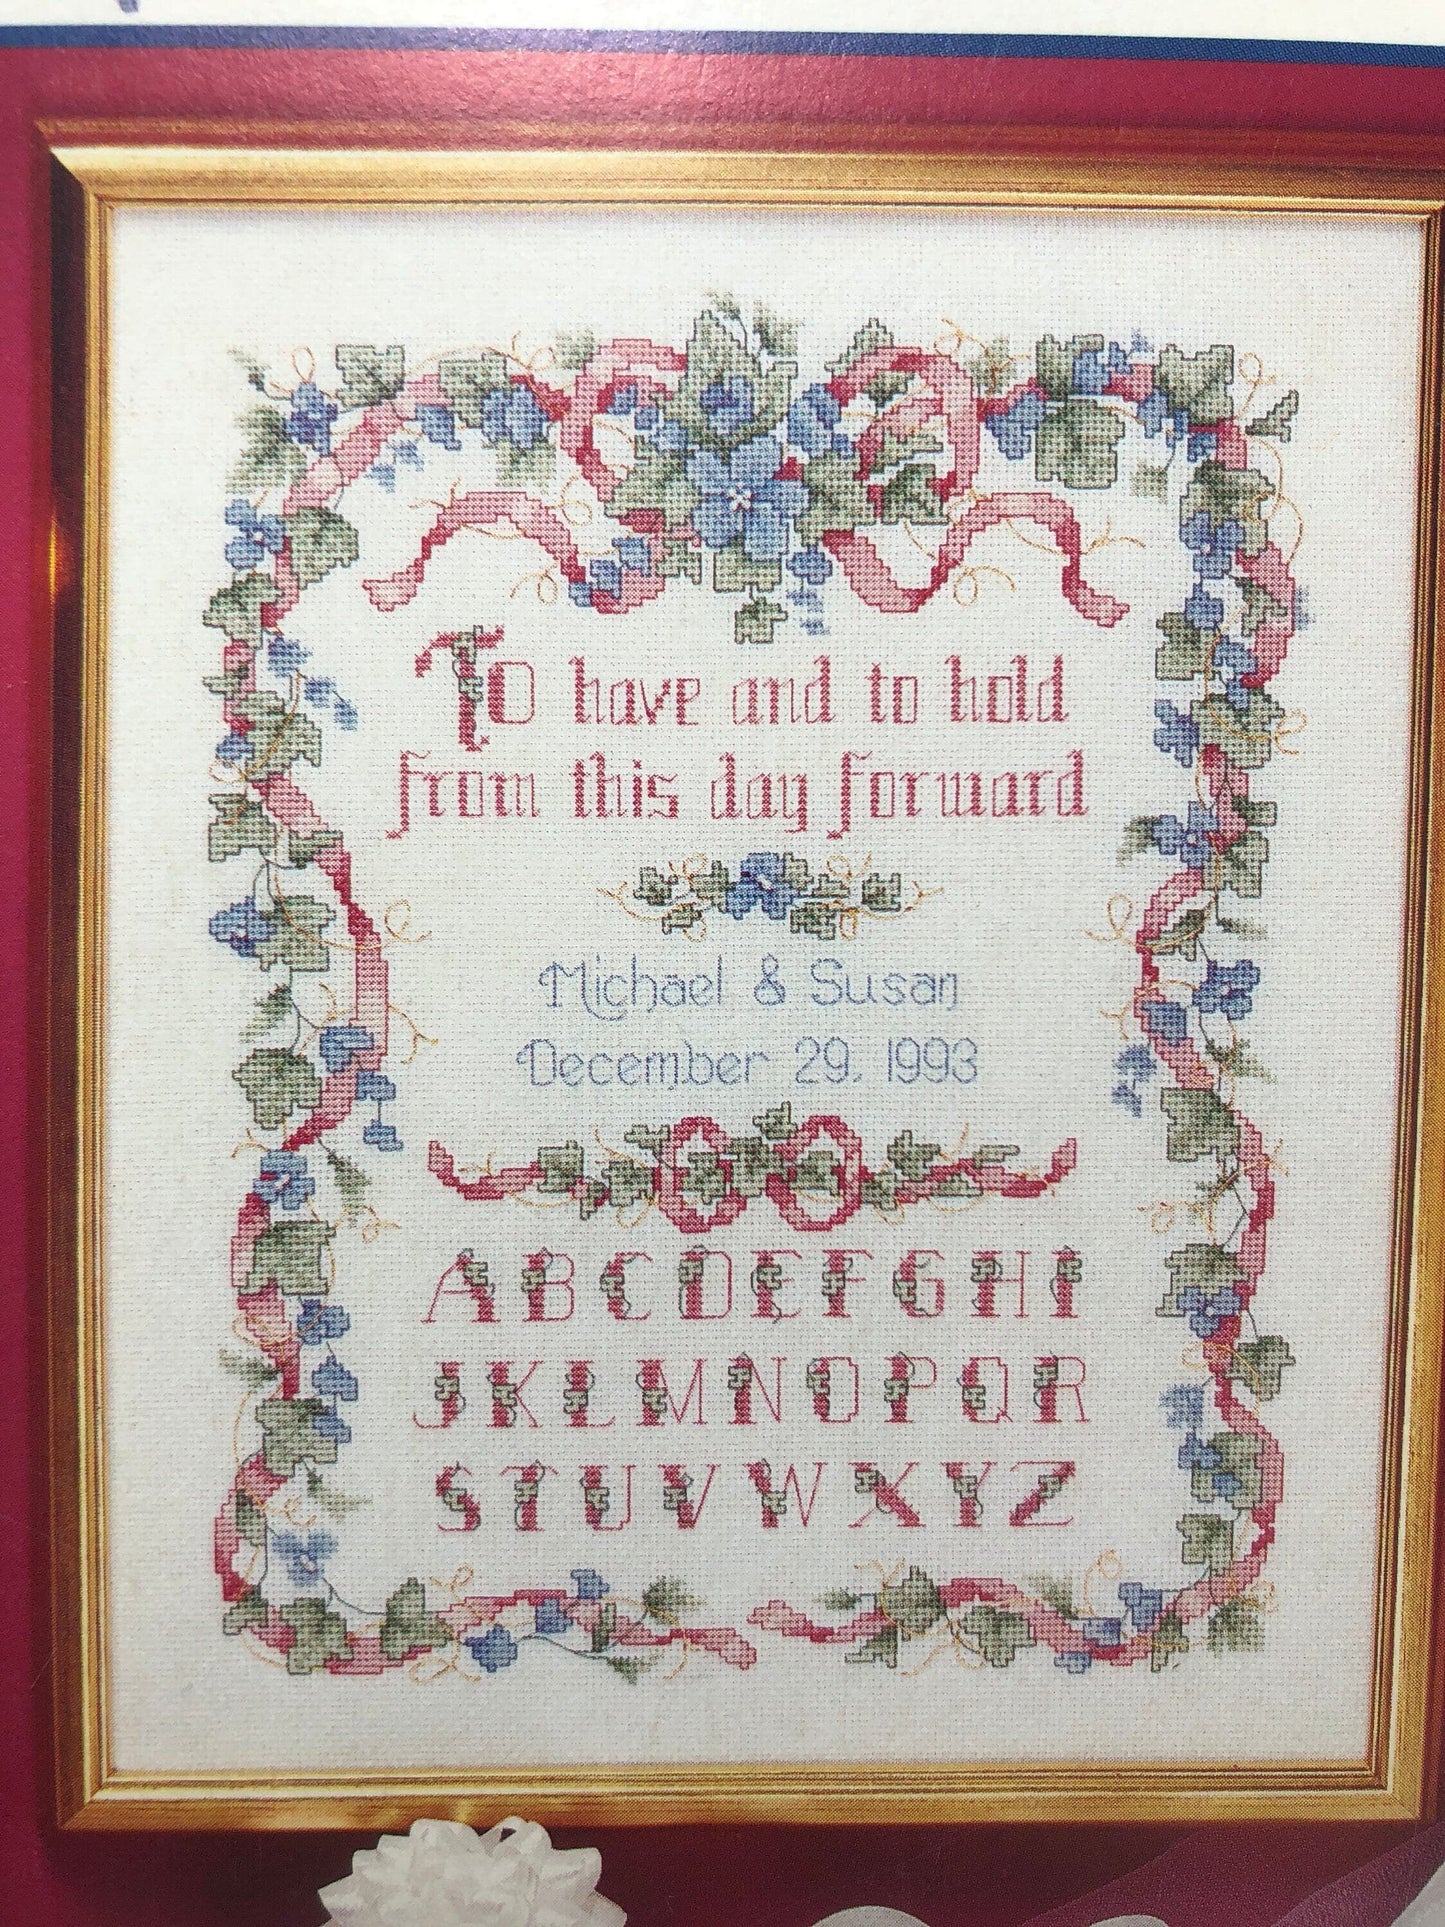 To have and to hold
from this day forward
Michael & Susan
December 29, 1993
ABCDEFGHI
JKLMNOPQR
STUVWXYZ